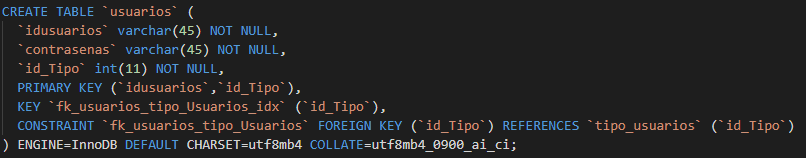 CREATE TABLE `usuarios` (
`idusuarios` varchar(45) NOT NULL,
`contrasenas` varchar(45) NOT NULL,
`id_Tipo` int(11) NOT NULL,
PRIMARY KEY (`idusuarios`,`id_Tipo`),
KEY `fk_usuarios_tipo_Usuarios_idx` (`id_Tipo`),
CONSTRAINT `fk_usuarios_tipo_Usuarios` FOREIGN KEY (`id_Tipo`) REFERENCES `tipo_usuarios` (`id_Tipo`)
) ENGINE=InnoDB DEFAULT CHARSET=utf8mb4 COLLATE=utf8mb4_0900_ai_ci;